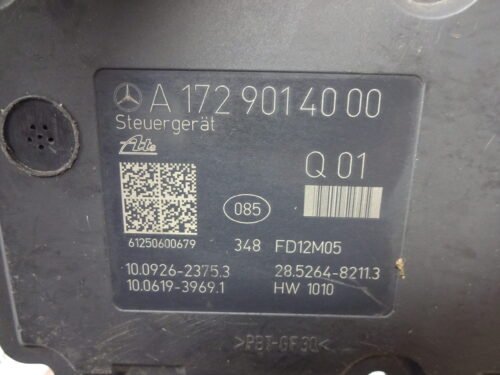 A 172 901 40 00
Steuergerät
Ate
Q 01
085
61250600679
348 FD12M05
10.0926-2375.3 28.5264-8211.3
10.0619-3969.1 HW 1010
>PBT-GF30<